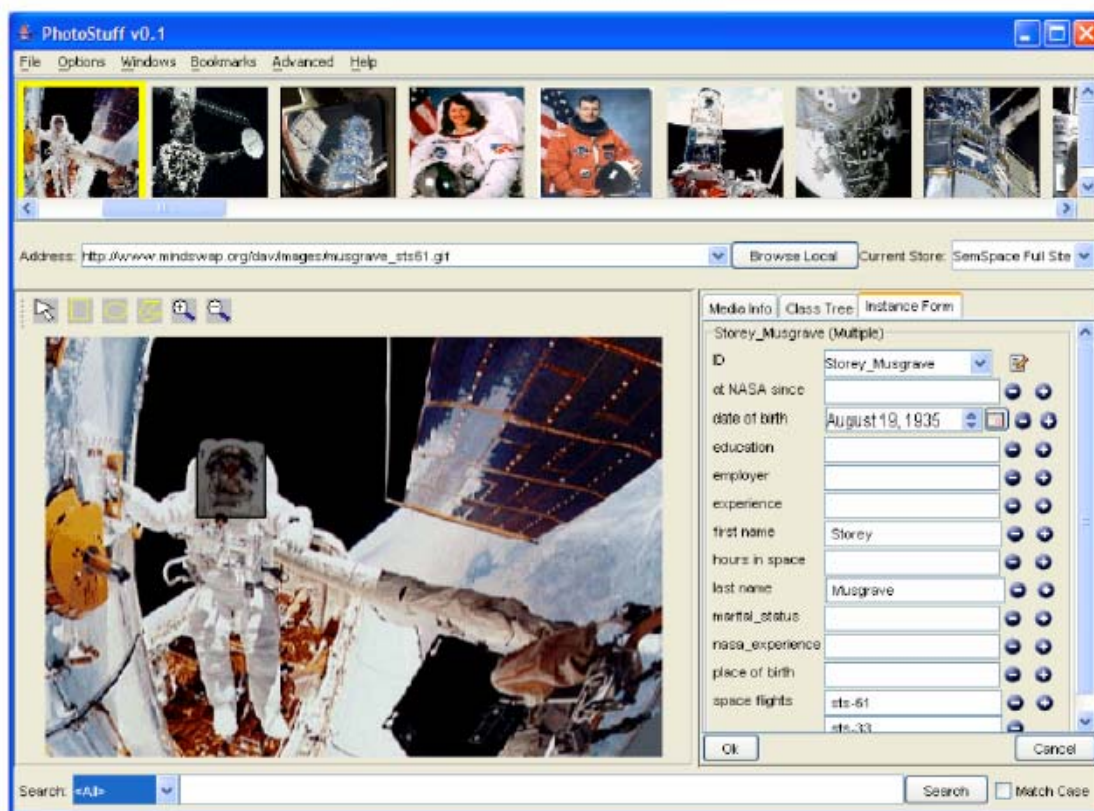 PhotoStuff v0.1
File Options Windows Bookmarks Advanced Help
Address: http://www.mindswap.org/dav/images/musgrave_sts61.gif Browse Local Current Store: SemSpace Full Site
Media Info Class Tree Instance Form
Storey_Musgrave (Multiple)
ID Storey_Musgrave
at NASA since
date of birth August 19, 1935
education
employer
experience
first name Storey
hours in space
last name Musgrave
marital_status
nasa_experience
place of birth
space flights sts-61
sts-33
Ok Cancel
Search: <All> Search Match Case